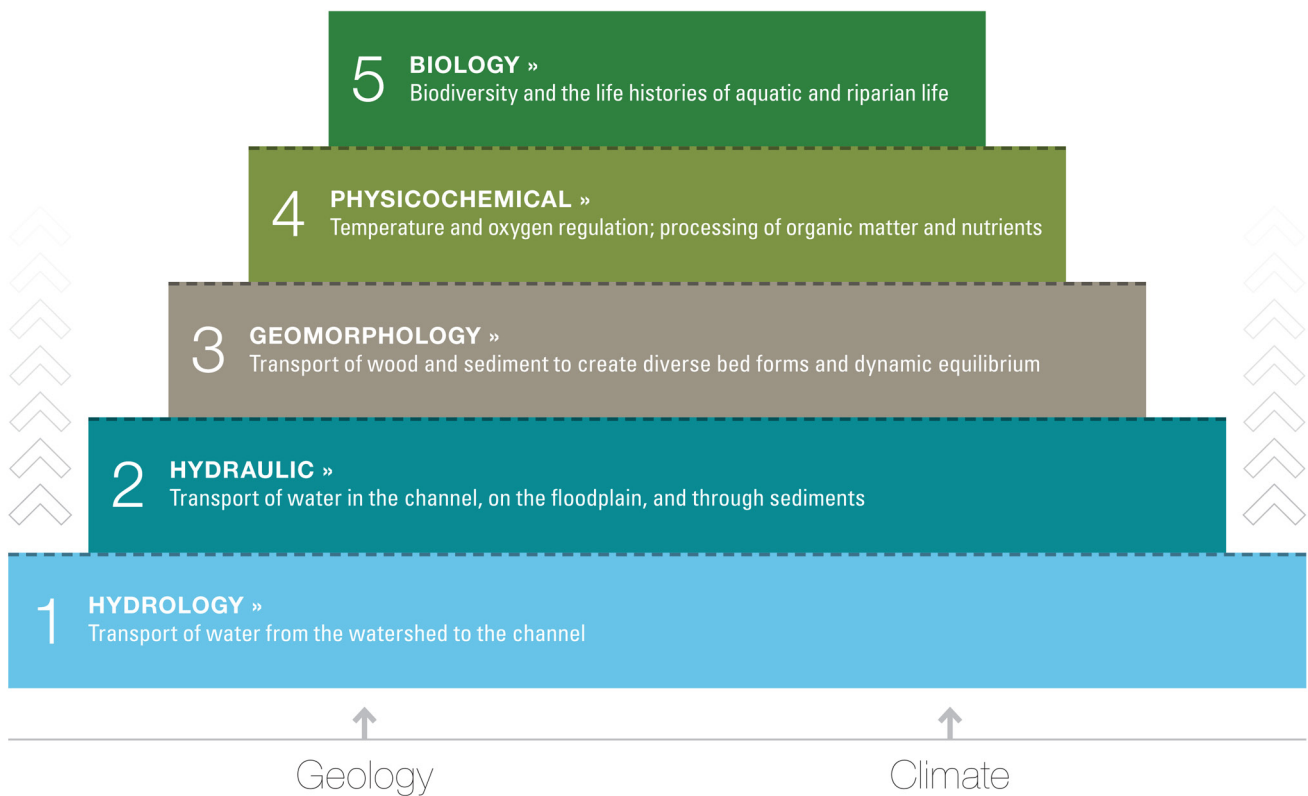 5
BIOLOGY »
Biodiversity and the life histories of aquatic and riparian life
4
PHYSICOCHEMICAL »
Temperature and oxygen regulation; processing of organic matter and nutrients
3
GEOMORPHOLOGY »
Transport of wood and sediment to create diverse bed forms and dynamic equilibrium
2
HYDRAULIC »
Transport of water in the channel, on the floodplain, and through sediments
1
HYDROLOGY »
Transport of water from the watershed to the channel
Geology
Climate